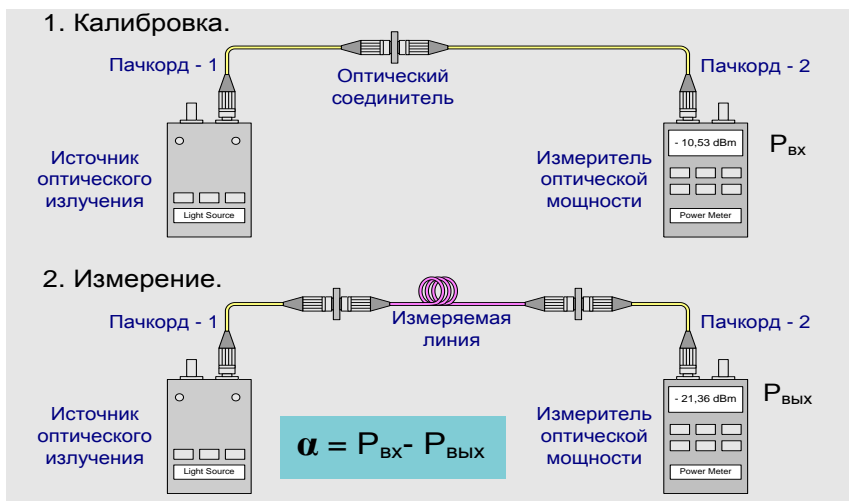 1. Калибровка.
Пачкорд - 1
Оптический
соединитель
Пачкорд - 2
Источник
оптического
излучения
Light Source
Измеритель
оптической
мощности
- 10,53 dBm
Power Meter
Pвх
2. Измерение.
Пачкорд - 1
Измеряемая
линия
Пачкорд - 2
Источник
оптического
излучения
Light Source
α = Pвх- Pвых
Измеритель
оптической
мощности
- 21,36 dBm
Power Meter
Pвых